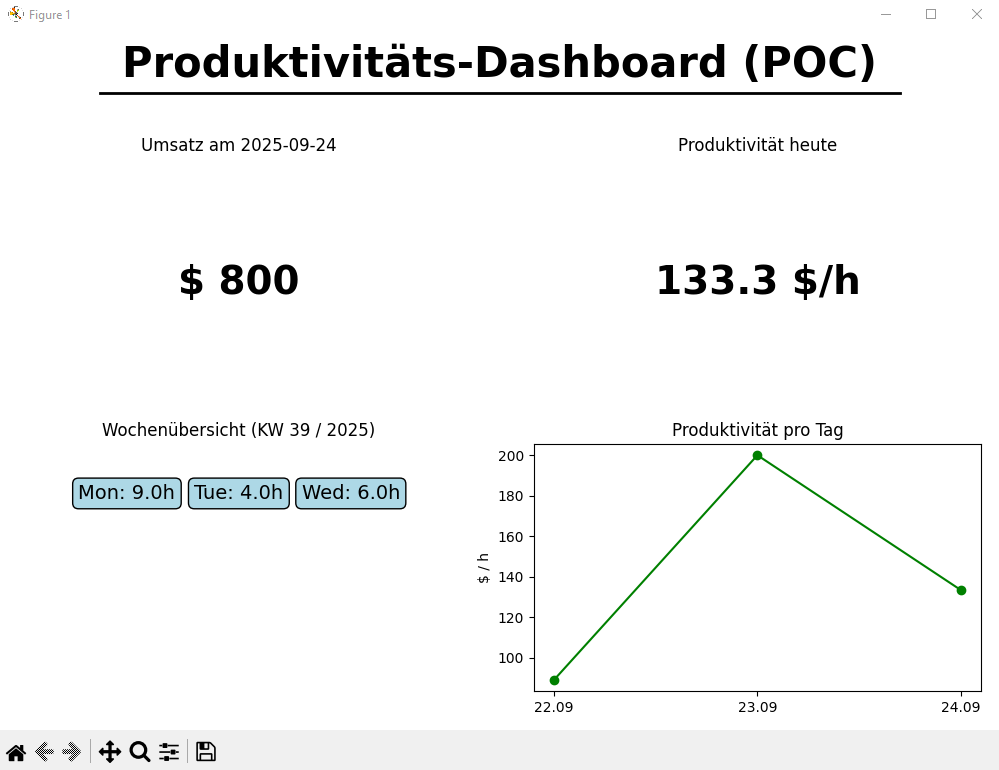 Figure 1
Produktivitäts-Dashboard (POC)
Umsatz am 2025-09-24
Produktivität heute
$ 800
133.3 $/h
Wochenübersicht (KW 39 / 2025)
Mon: 9.0h Tue: 4.0h Wed: 6.0h
Produktivität pro Tag
200
180
160
140
120
100
$ / h
22.09 23.09 24.09